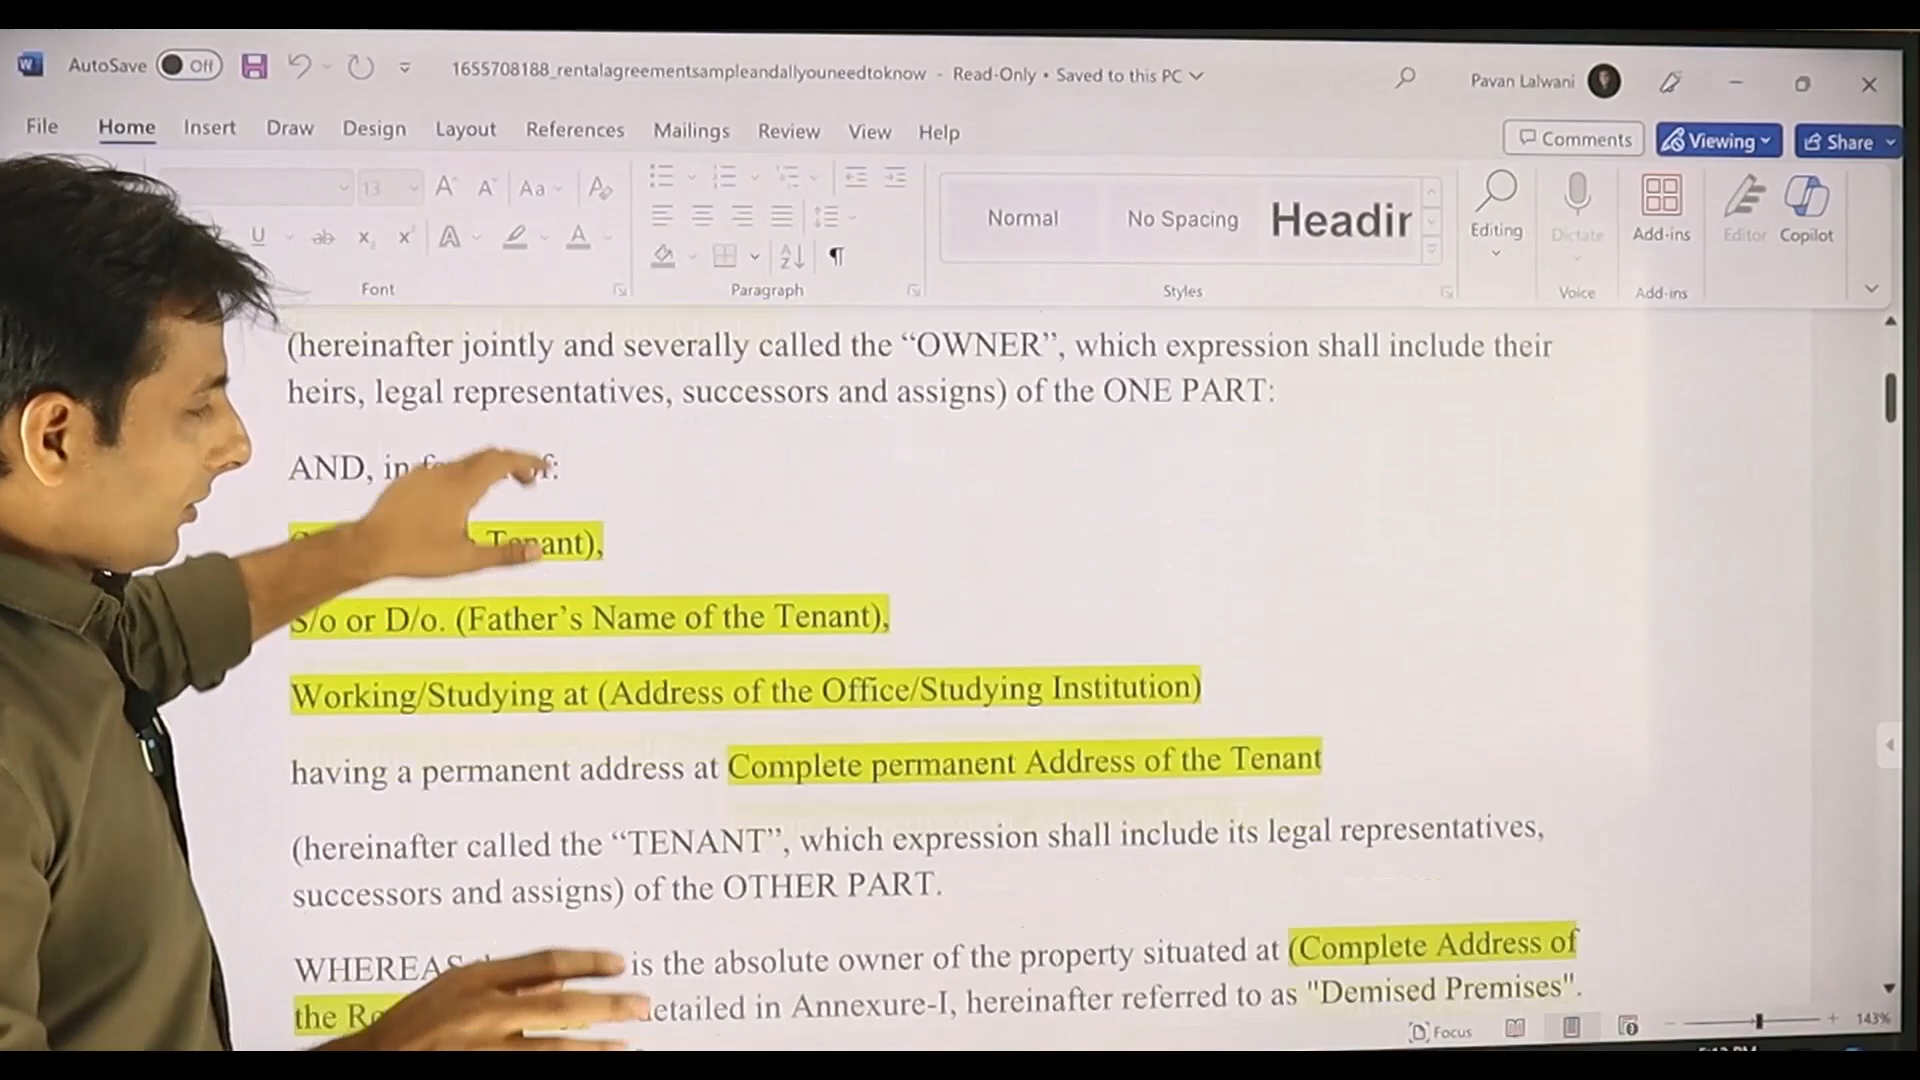 AutoSave Off 1655708188_rentalagreementsampleandallyouneedtoknow - Read-Only • Saved to this PC Pavan Lalwani
File Home Insert Draw Design Layout References Mailings Review View Help Comments Viewing Share
13 Aa
Normal No Spacing Headir
Editing Dictate Add-ins Editor Copilot
Font Paragraph Styles Voice Add-ins
(hereinafter jointly and severally called the “OWNER”, which expression shall include their
heirs, legal representatives, successors and assigns) of the ONE PART:
AND, in of:
Tenant),
S/o or D/o. (Father’s Name of the Tenant),
Working/Studying at (Address of the Office/Studying Institution)
having a permanent address at Complete permanent Address of the Tenant
(hereinafter called the “TENANT”, which expression shall include its legal representatives,
successors and assigns) of the OTHER PART.
WHEREAS is the absolute owner of the property situated at (Complete Address of
the detailed in Annexure-I, hereinafter referred to as "Demised Premises".
Focus 143%